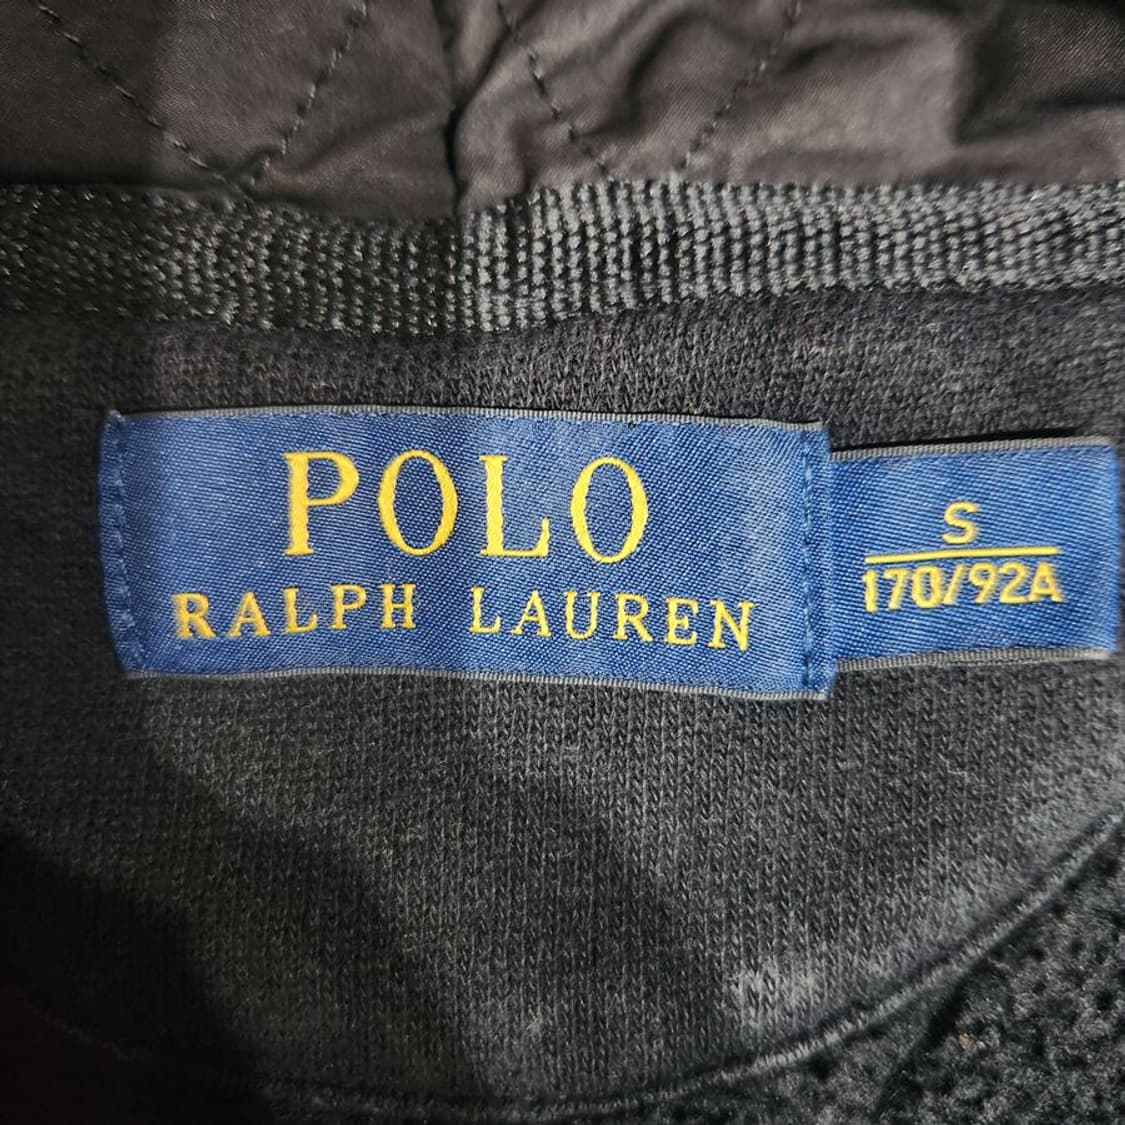 POLO
RALPH LAUREN
S
170/92A